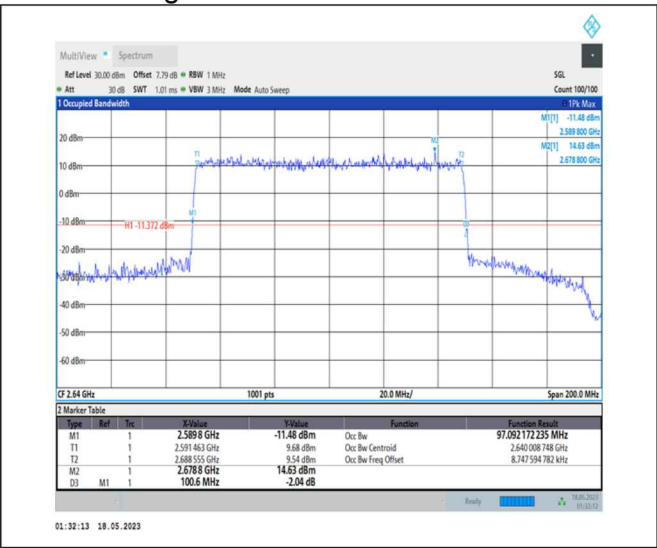 MultiView Spectrum
Ref Level 30.00 dBm Offset 7.79 dB RBW 1 MHz SGL
Att 30 dB SWT 1.01 ms VBW 3 MHz Mode Auto Sweep Count 100/100
1 Occupied Bandwidth 1Pk Max
M1[1] -11.48 dBm
2.589 800 GHz
M2[1] 14.63 dBm
2.678 800 GHz
20 dBm
M2
T1
T2
10 dBm
0 dBm
M1
-10 dBm
H1 -11.372 dBm
-20 dBm
-30 dBm
-40 dBm
-50 dBm
-60 dBm
CF 2.64 GHz 1001 pts 20.0 MHz/ Span 200.0 MHz
2 Marker Table
Type Ref Trc X-Value Y-Value Function Function Result
M1 1 2.5898 GHz -11.48 dBm Occ Bw 97.092 172 235 MHz
T1 1 2.591 463 GHz 9.68 dBm Occ Bw Centroid 2.640 008 748 GHz
T2 1 2.688 555 GHz 9.54 dBm Occ Bw Freq Offset 8.747 594 782 kHz
M2 1 2.6788 GHz 14.63 dBm
D3 M1 1 100.6 MHz -2.04 dB
Ready 18.05.2023
01:32:12
01:32:13 18.05.2023